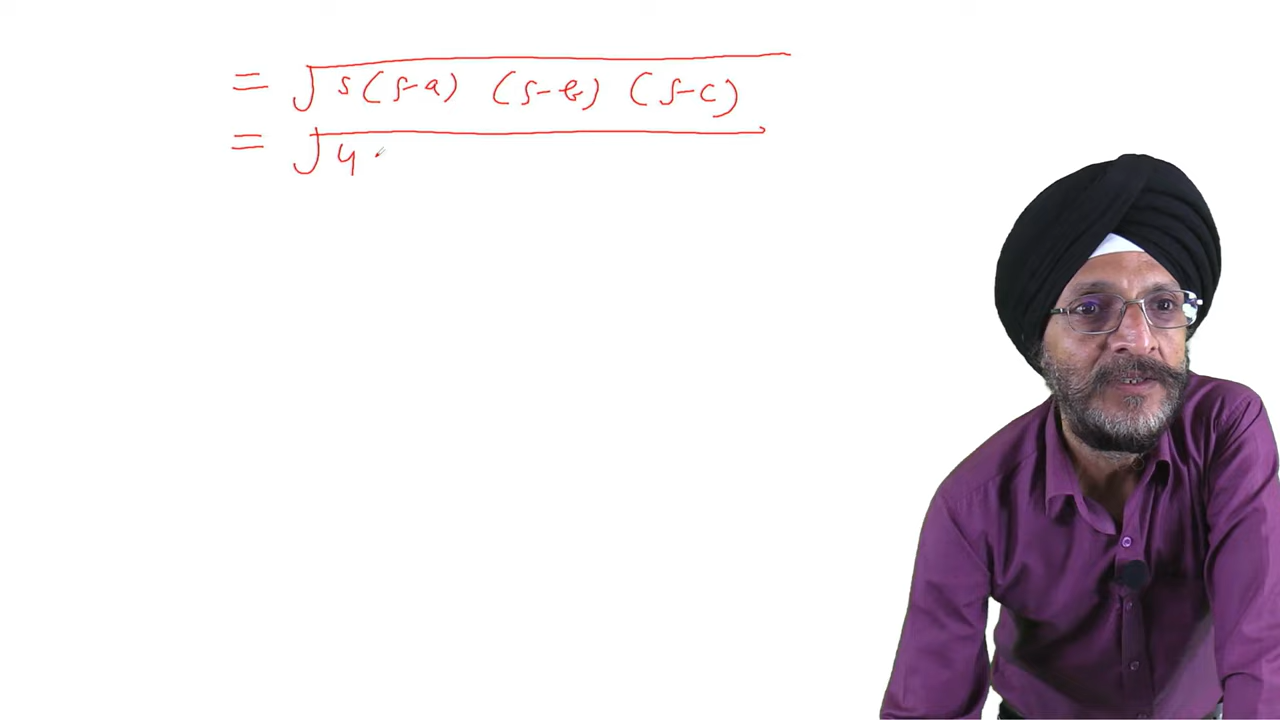 = √s(s-a) (s-b) (s-c)
= √4